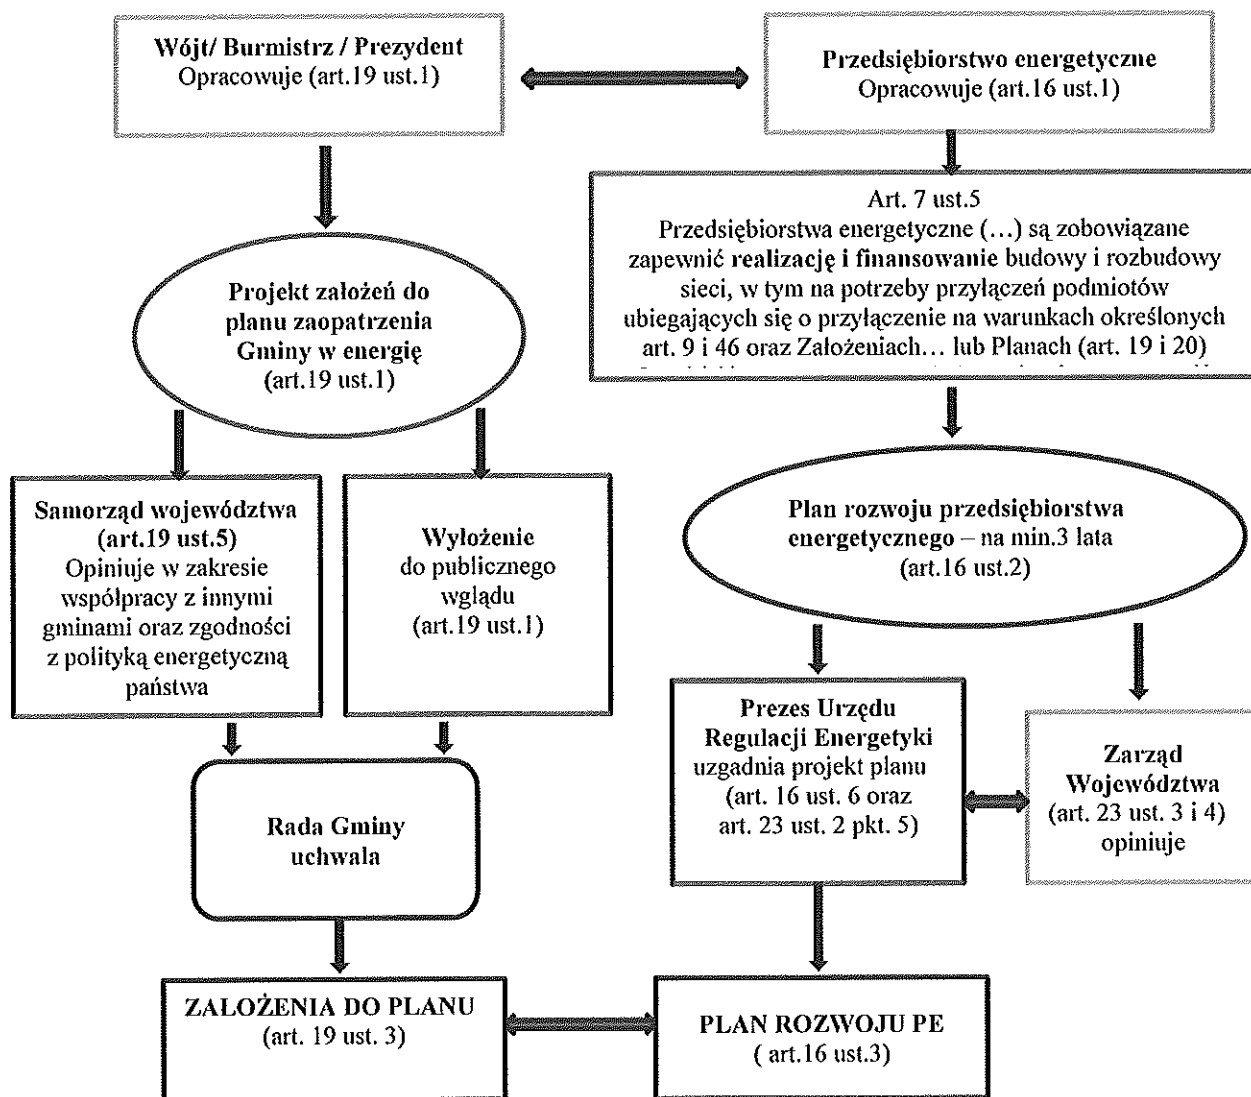 Wójt/ Burmistrz / Prezydent
Opracowuje (art.19 ust.1)
Przedsiębiorstwo energetyczne
Opracowuje (art.16 ust.1)
Art. 7 ust.5
Przedsiębiorstwa energetyczne (…) są zobowiązane
zapewnić realizację i finansowanie budowy i rozbudowy
sieci, w tym na potrzeby przyłączeń podmiotów
ubiegających się o przyłączenie na warunkach określonych
art. 9 i 46 oraz Założeniach… lub Planach (art. 19 i 20)
Projekt założeń do
planu zaopatrzenia
Gminy w energię
(art.19 ust.1)
Samorząd województwa
(art.19 ust.5)
Opiniuje w zakresie
współpracy z innymi
gminami oraz zgodności
z polityką energetyczną
państwa
Wyłożenie
do publicznego
wglądu
(art.19 ust.1)
Plan rozwoju przedsiębiorstwa
energetycznego – na min.3 lata
(art.16 ust.2)
Prezes Urzędu
Regulacji Energetyki
uzgadnia projekt planu
(art. 16 ust. 6 oraz
art. 23 ust. 2 pkt. 5)
Zarząd
Województwa
(art. 23 ust. 3 i 4)
opiniuje
Rada Gminy
uchwala
ZAŁOŻENIA DO PLANU
(art. 19 ust. 3)
PLAN ROZWOJU PE
( art.16 ust.3)